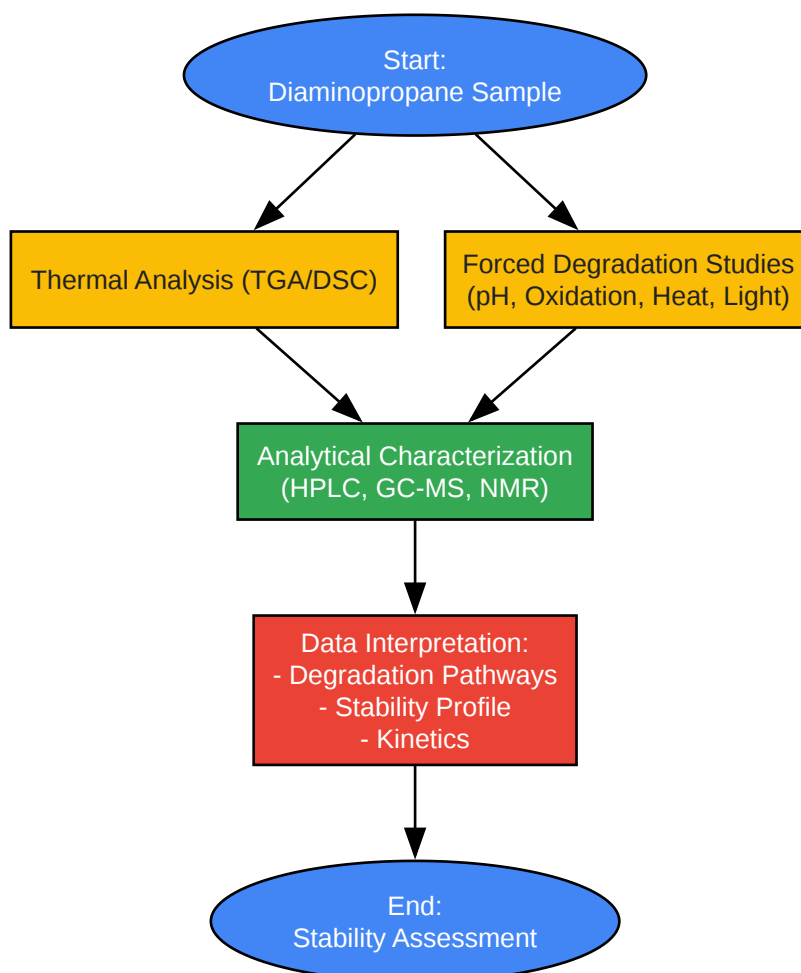 Start:
Diaminopropane Sample
Thermal Analysis (TGA/DSC)
Forced Degradation Studies
(pH, Oxidation, Heat, Light)
Analytical Characterization
(HPLC, GC-MS, NMR)
Data Interpretation:
- Degradation Pathways
- Stability Profile
- Kinetics
End:
Stability Assessment